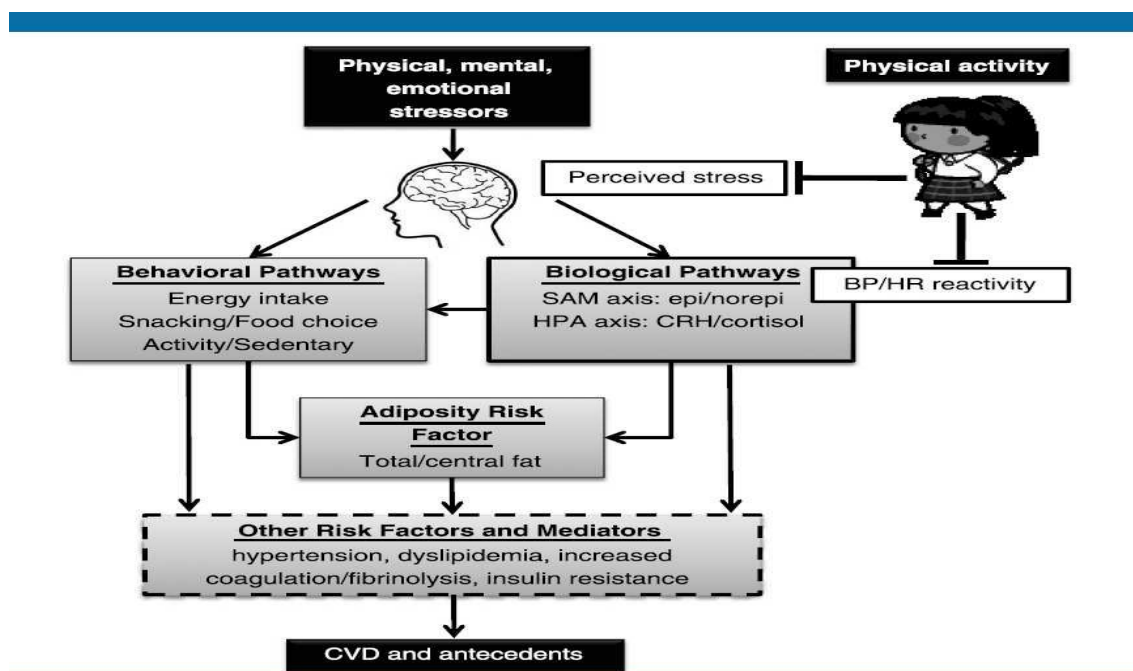 Physical, mental,
emotional
stressors
Physical activity
Perceived stress
Behavioral Pathways
Energy intake
Snacking/Food choice
Activity/Sedentary
Biological Pathways
SAM axis: epi/norepi
HPA axis: CRH/cortisol
BP/HR reactivity
Adiposity Risk
Factor
Total/central fat
Other Risk Factors and Mediators
hypertension, dyslipidemia, increased
coagulation/fibrinolysis, insulin resistance
CVD and antecedents